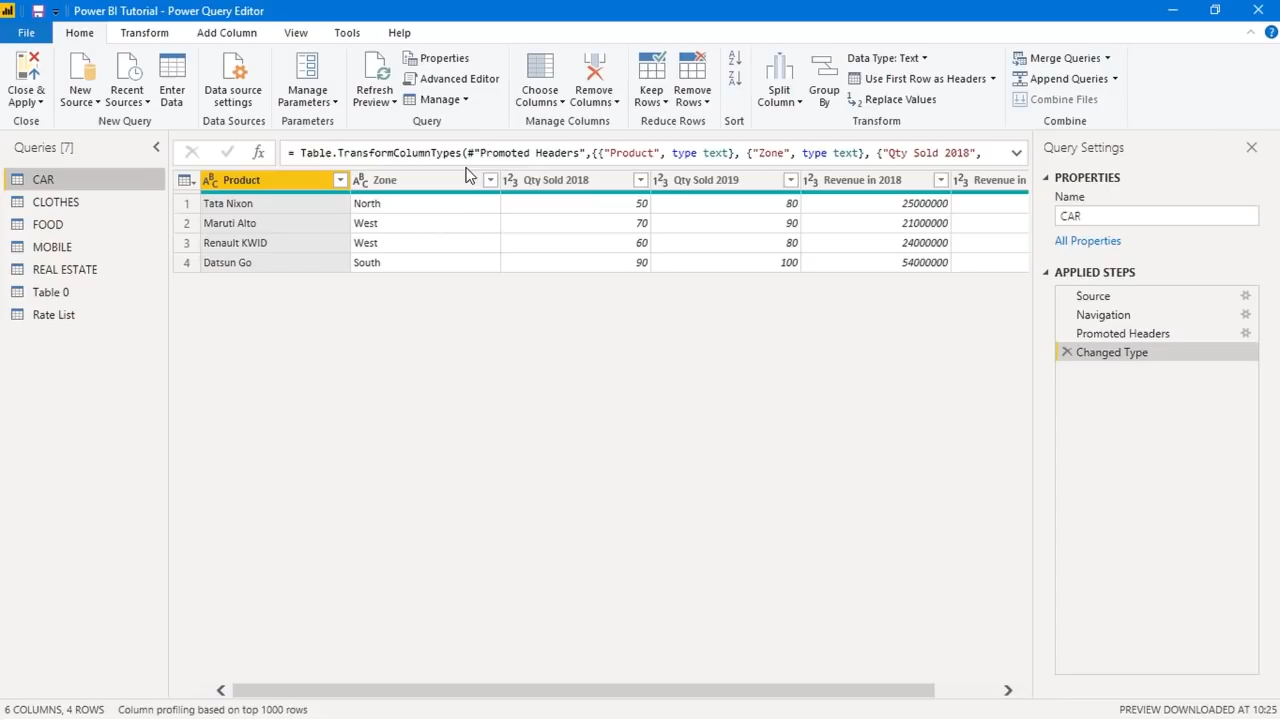 Power BI Tutorial - Power Query Editor
File Home Transform Add Column View Tools Help
Close & Apply
New Source
Recent Sources
Enter Data
Data source settings
Manage Parameters
Refresh Preview
Properties
Advanced Editor
Manage
Choose Columns
Remove Columns
Keep Rows
Remove Rows
Split Column
Group By
Data Type: Text
Use First Row as Headers
Replace Values
Merge Queries
Append Queries
Combine Files
Close New Query Data Sources Parameters Query Manage Columns Reduce Rows Sort Transform Combine
Queries [7]
CAR
CLOTHES
FOOD
MOBILE
REAL ESTATE
Table 0
Rate List
fx = Table.TransformColumnTypes(#"Promoted Headers",{{"Product", type text}, {"Zone", type text}, {"Qty Sold 2018",
Product Zone Qty Sold 2018 Qty Sold 2019 Revenue in 2018 Revenue in
1 Tata Nixon North 50 80 25000000
2 Maruti Alto West 70 90 21000000
3 Renault KWID West 60 80 24000000
4 Datsun Go South 90 100 54000000
Query Settings
PROPERTIES
Name
CAR
All Properties
APPLIED STEPS
Source
Navigation
Promoted Headers
Changed Type
6 COLUMNS, 4 ROWS Column profiling based on top 1000 rows PREVIEW DOWNLOADED AT 10:25